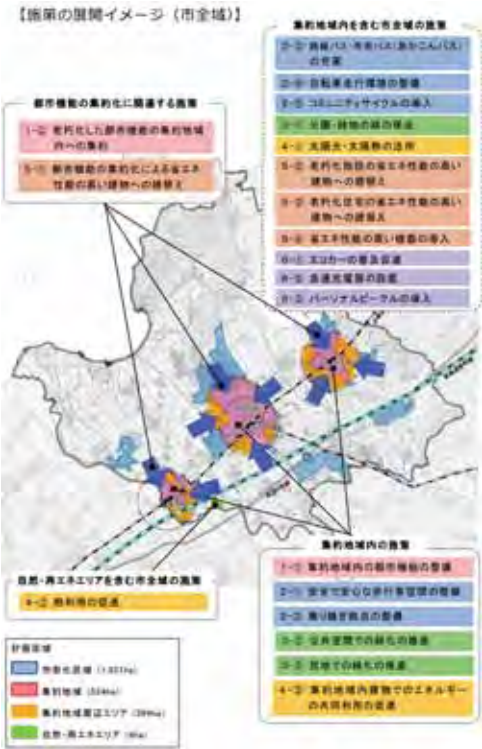 【施策の展開イメージ（市全域）】
集約地域内を含む市全域の施策
2-③ 路線バス・市街バス(あかこんバス)
の充実
2-④ 自転車走行環境の整備
2-⑤ コミュニティサイクルの導入
3-① 公園・緑地の緑の保全
4-① 太陽光・太陽熱の活用
5-② 老朽化施設の省エネ性能の高い
建物への建替え
5-③ 老朽化住宅の省エネ性能の高い
建物への建替え
5-④ 省エネ性能の高い機器の導入
6-① エコカーの普及促進
6-② 急速充電器の設置
6-③ パーソナルビークルの導入
都市機能の集約化に関連する施策
1-② 老朽化した都市機能の集約地域
内への集約
5-① 都市機能の集約化による省エネ
性能の高い建物への建替え
集約地域内の施策
1-① 集約地域内の都市機能の整備
2-① 安全で安心な歩行者空間の整備
2-② 乗り継ぎ拠点の整備
3-② 公共空間での緑化の推進
3-③ 民地での緑化の推進
4-③ 集約地域内建物でのエネルギー
の共同利用の促進
自然・再エネエリアを含む市全域の施策
4-② 熱利用の促進
計画区域
市街化区域
集約地域
集約地域周辺エリア
自然・再エネエリア